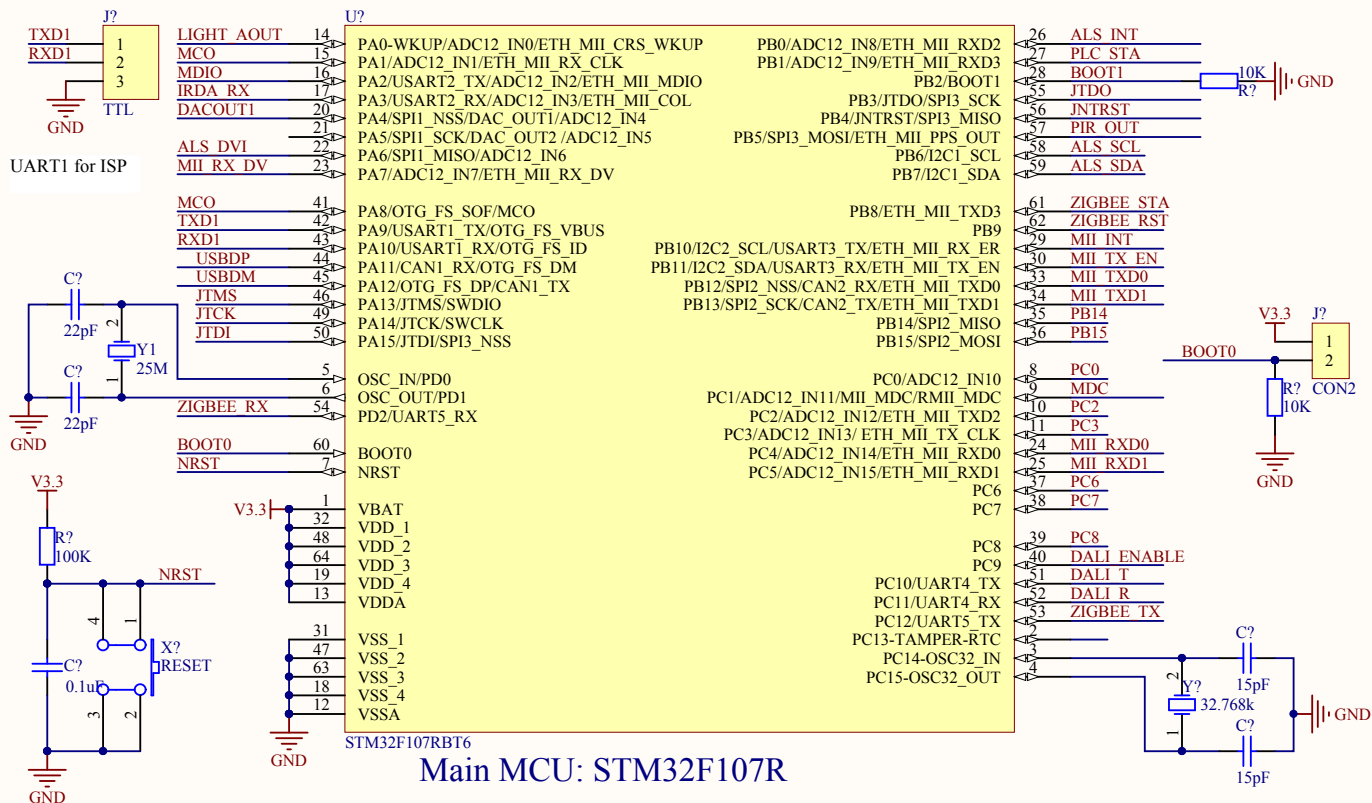 J?
TXD1
RXD1
1
2
3
TTL
GND
UART1 for ISP
U?
LIGHT_AOUT 14 PA0-WKUP/ADC12_IN0/ETH_MII_CRS_WKUP
MCO 15 PA1/ADC12_IN1/ETH_MII_RX_CLK
MDIO 16 PA2/USART2_TX/ADC12_IN2/ETH_MII_MDIO
IRDA_RX 17 PA3/USART2_RX/ADC12_IN3/ETH_MII_COL
DACOUT1 20 PA4/SPI1_NSS/DAC_OUT1/ADC12_IN4
21 PA5/SPI1_SCK/DAC_OUT2 /ADC12_IN5
ALS_DVI 22 PA6/SPI1_MISO/ADC12_IN6
MII_RX_DV 23 PA7/ADC12_IN7/ETH_MII_RX_DV
MCO 41 PA8/OTG_FS_SOF/MCO
TXD1 42 PA9/USART1_TX/OTG_FS_VBUS
RXD1 43 PA10/USART1_RX/OTG_FS_ID
USBDP 44 PA11/CAN1_RX/OTG_FS_DM
USBDM 45 PA12/OTG_FS_DP/CAN1_TX
JTMS 46 PA13/JTMS/SWDIO
JTCK 49 PA14/JTCK/SWCLK
JTDI 50 PA15/JTDI/SPI3_NSS
5 OSC_IN/PD0
6 OSC_OUT/PD1
ZIGBEE_RX 54 PD2/UART5_RX
BOOT0 60 BOOT0
NRST 7 NRST
V3.3 1 VBAT
32 VDD_1
48 VDD_2
64 VDD_3
19 VDD_4
13 VDDA
31 VSS_1
47 VSS_2
63 VSS_3
18 VSS_4
12 VSSA
GND
C?
22pF
2
Y1
25M
1
C?
22pF
GND
V3.3
R?
100K
NRST
4
1
X?
RESET
C?
0.1uF
3
2
GND
PB0/ADC12_IN8/ETH_MII_RXD2 26 ALS_INT
PB1/ADC12_IN9/ETH_MII_RXD3 27 PLC_STA
PB2/BOOT1 28 BOOT1
PB3/JTDO/SPI3_SCK 55 JTDO
PB4/JNTRST/SPI3_MISO 56 JNTRST
PB5/SPI3_MOSI/ETH_MII_PPS_OUT 57 PIR_OUT
PB6/I2C1_SCL 58 ALS_SCL
PB7/I2C1_SDA 59 ALS_SDA
PB8/ETH_MII_TXD3 61 ZIGBEE_STA
PB9 62 ZIGBEE_RST
PB10/I2C2_SCL/USART3_TX/ETH_MII_RX_ER 29 MII_INT
PB11/I2C2_SDA/USART3_RX/ETH_MII_TX_EN 30 MII_TX_EN
PB12/SPI2_NSS/CAN2_RX/ETH_MII_TXD0 33 MII_TXD0
PB13/SPI2_SCK/CAN2_TX/ETH_MII_TXD1 34 MII_TXD1
PB14/SPI2_MISO 35 PB14
PB15/SPI2_MOSI 36 PB15
PC0/ADC12_IN10 8 PC0
PC1/ADC12_IN11/MII_MDC/RMII_MDC 9 MDC
PC2/ADC12_IN12/ETH_MII_TXD2 10 PC2
PC3/ADC12_IN13/ ETH_MII_TX_CLK 11 PC3
PC4/ADC12_IN14/ETH_MII_RXD0 24 MII_RXD0
PC5/ADC12_IN15/ETH_MII_RXD1 25 MII_RXD1
PC6 37 PC6
PC7 38 PC7
PC8 39 PC8
PC9 40 DALI_ENABLE
PC10/UART4_TX 51 DALI_T
PC11/UART4_RX 52 DALI_R
PC12/UART5_TX 53 ZIGBEE_TX
PC13-TAMPER-RTC 2
PC14-OSC32_IN 3
PC15-OSC32_OUT 4
10K
R?
GND
J?
V3.3
1
BOOT0
2
R?
10K
CON2
GND
C?
15pF
2
Y?
32.768k
1
GND
C?
15pF
STM32F107RBT6
Main MCU: STM32F107R